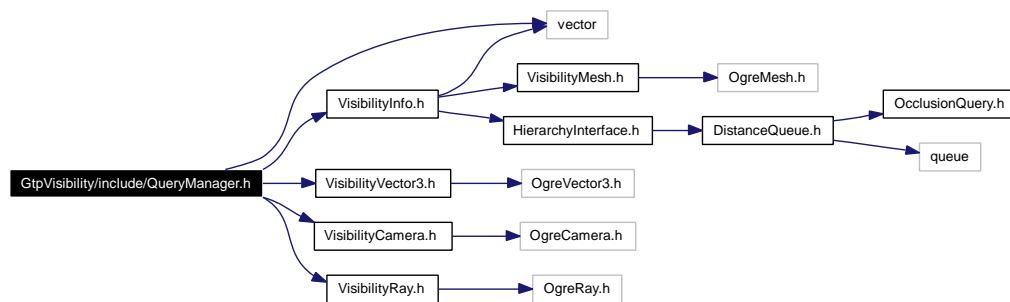 vector
VisibilityMesh.h
OgreMesh.h
VisibilityInfo.h
OcclusionQuery.h
HierarchyInterface.h
DistanceQueue.h
queue
GtpVisibility/include/QueryManager.h
VisibilityVector3.h
OgreVector3.h
VisibilityCamera.h
OgreCamera.h
VisibilityRay.h
OgreRay.h